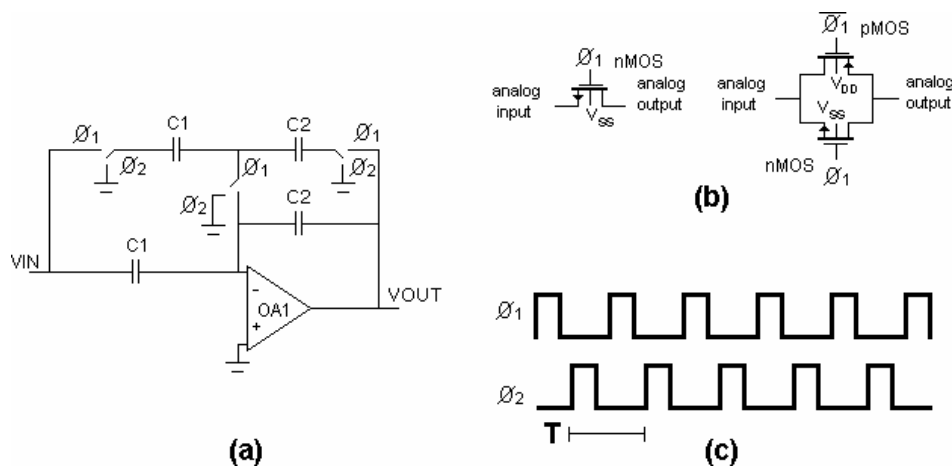 Ø1
C1
C2
Ø1
Ø2
Ø1
Ø2
Ø2
C2
C1
VIN
-
OA1
+
VOUT
(a)
Ø1 pMOS
Ø1 nMOS
analog input
analog output
VSS
analog input
VDD
VSS
analog output
nMOS
Ø1
(b)
Ø1
Ø2
T
(c)